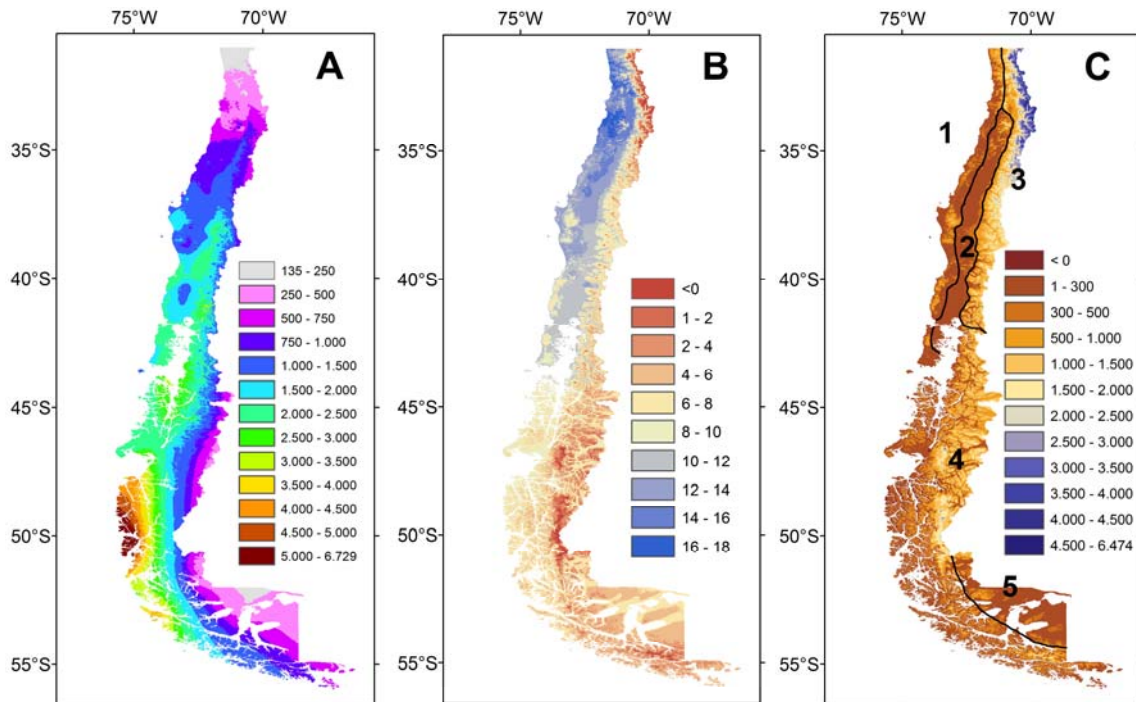 75°W 70°W
75°W 70°W
75°W 70°W
A
B
C
35°S
40°S
45°S
50°S
55°S
135 - 250
250 - 500
500 - 750
750 - 1.000
1.000 - 1.500
1.500 - 2.000
2.000 - 2.500
2.500 - 3.000
3.000 - 3.500
3.500 - 4.000
4.000 - 4.500
4.500 - 5.000
5.000 - 6.729
75°W 70°W
35°S
40°S
45°S
50°S
55°S
<0
1 - 2
2 - 4
4 - 6
6 - 8
8 - 10
10 - 12
12 - 14
14 - 16
16 - 18
75°W 70°W
35°S
40°S
45°S
50°S
55°S
1
2
3
4
5
< 0
1 - 300
300 - 500
500 - 1.000
1.000 - 1.500
1.500 - 2.000
2.000 - 2.500
2.500 - 3.000
3.000 - 3.500
3.500 - 4.000
4.000 - 4.500
4.500 - 6.474
75°W 70°W